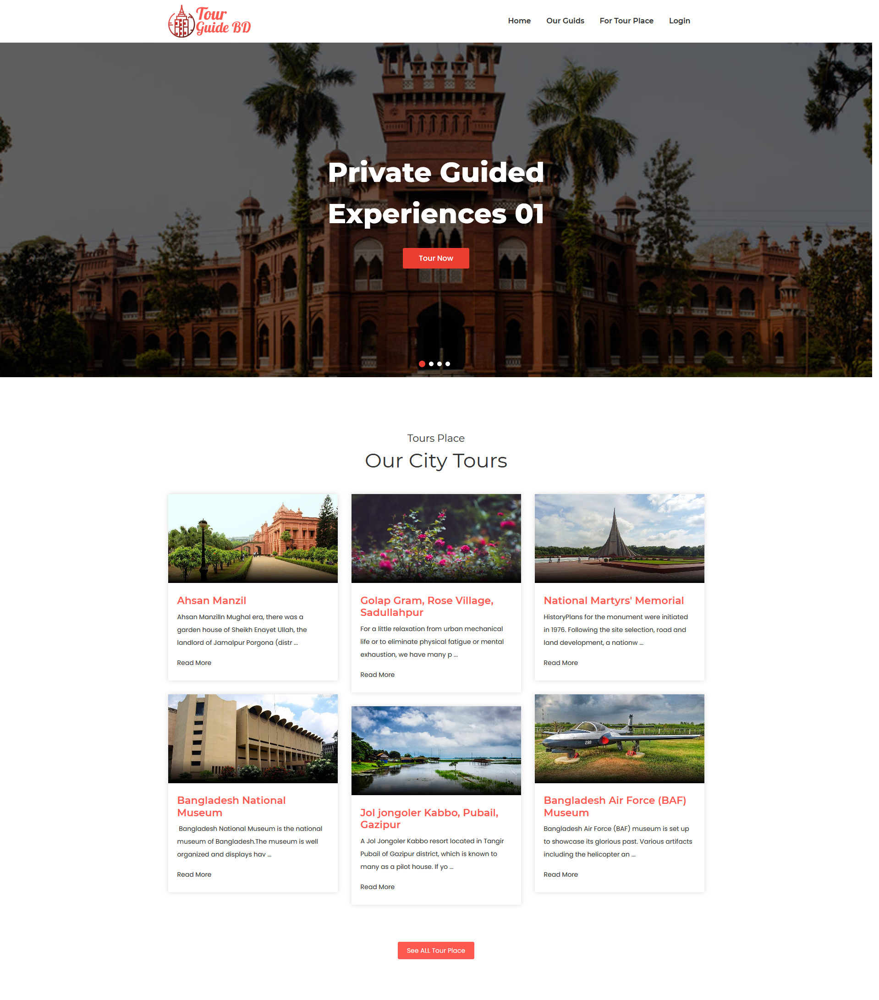 Tour
Guide BD
Home
Our Guids
For Tour Place
Login
Private Guided
Experiences 01
Tour Now
Tours Place
Our City Tours
Ahsan Manzil
Ahsan ManzilIn Mughal era, there was a
garden house of Sheikh Enayet Ullah, the
landlord of Jamalpur Porgona (distr ...
Read More
Golap Gram, Rose Village,
Sadullahpur
For a little relaxation from urban mechanical
life or to eliminate physical fatigue or mental
exhaustion, we have many p ...
Read More
National Martyrs' Memorial
HistoryPlans for the monument were initiated
in 1976. Following the site selection, road and
land development, a nationw ...
Read More
Bangladesh National
Museum
Bangladesh National Museum is the national
museum of Bangladesh.The museum is well
organized and displays hav ...
Read More
Jol jongoler Kabbo, Pubail,
Gazipur
A Jol Jongoler Kabbo resort located in Tangir
Pubail of Gazipur district, which is known to
many as a pilot house. If yo ...
Read More
299
Bangladesh Air Force (BAF)
Museum
Bangladesh Air Force (BAF) museum is set up
to showcase its glorious past. Various artifacts
including the helicopter an ...
Read More
See ALL Tour Place